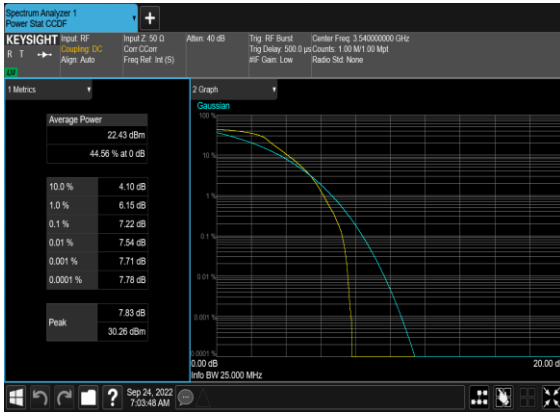 Spectrum Analyzer 1
Power Stat CCDF
KEYSIGHT
R T
Input: RF
Coupling: DC
Align: Auto
Input Z: 50 Ω
Corr CCorr
Freq Ref: Int (S)
Atten: 40 dB
Trig: RF Burst
Trig Delay: 500.0 µs
#IF Gain: Low
Center Freq: 3.540000000 GHz
Counts: 1.00 M/1.00 Mpt
Radio Std: None
1 Metrics
Average Power
22.43 dBm
44.56 % at 0 dB
10.0 % 4.10 dB
1.0 % 6.15 dB
0.1 % 7.22 dB
0.01 % 7.54 dB
0.001 % 7.71 dB
0.0001 % 7.78 dB
Peak
7.83 dB
30.26 dBm
2 Graph
Gaussian
100 %
10 %
1 %
0.1 %
0.01 %
0.001 %
0.0001 %
0.00 dB
20.00 d
Info BW 25.000 MHz
?
Sep 24, 2022
7:03:48 AM